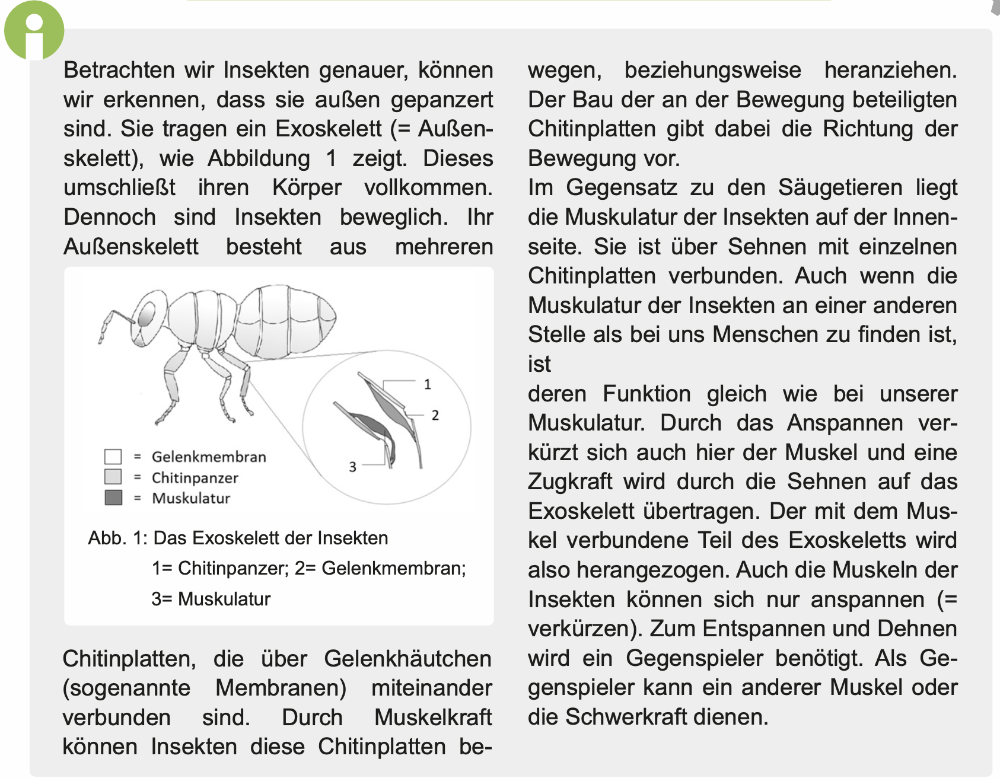 Betrachten wir Insekten genauer, können
wir erkennen, dass sie außen gepanzert
sind. Sie tragen ein Exoskelett (= Außen-
skelett), wie Abbildung 1 zeigt. Dieses
umschließt ihren Körper vollkommen.
Dennoch sind Insekten beweglich. Ihr
Außenskelett besteht aus mehreren
1
2
3
= Gelenkmembran
= Chitinpanzer
= Muskulatur
Abb. 1: Das Exoskelett der Insekten
1= Chitinpanzer; 2= Gelenkmembran;
3= Muskulatur
Chitinplatten, die über Gelenkhäutchen
(sogenannte Membranen) miteinander
verbunden sind. Durch Muskelkraft
können Insekten diese Chitinplatten be-
wegen, beziehungsweise heranziehen.
Der Bau der an der Bewegung beteiligten
Chitinplatten gibt dabei die Richtung der
Bewegung vor.
Im Gegensatz zu den Säugetieren liegt
die Muskulatur der Insekten auf der Innen-
seite. Sie ist über Sehnen mit einzelnen
Chitinplatten verbunden. Auch wenn die
Muskulatur der Insekten an einer anderen
Stelle als bei uns Menschen zu finden ist,
ist
deren Funktion gleich wie bei unserer
Muskulatur. Durch das Anspannen ver-
kürzt sich auch hier der Muskel und eine
Zugkraft wird durch die Sehnen auf das
Exoskelett übertragen. Der mit dem Mus-
kel verbundene Teil des Exoskeletts wird
also herangezogen. Auch die Muskeln der
Insekten können sich nur anspannen (=
verkürzen). Zum Entspannen und Dehnen
wird ein Gegenspieler benötigt. Als Ge-
genspieler kann ein anderer Muskel oder
die Schwerkraft dienen.